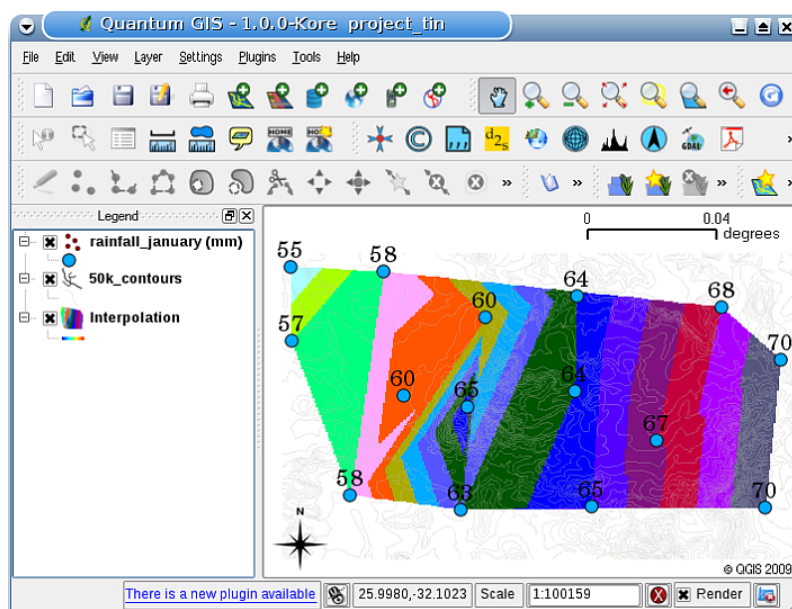 Quantum GIS - 1.0.0-Kore project_tin
File Edit View Layer Settings Plugins Tools Help
d2s
GDAL
Legend
rainfall_january (mm)
50k_contours
Interpolation
0 0.04
degrees
55 58
64
68
60
57
70
60
65
64
67
58
63
65
70
N
© QGIS 2009
There is a new plugin available 25.9980,-32.1023 Scale 1:100159 Render